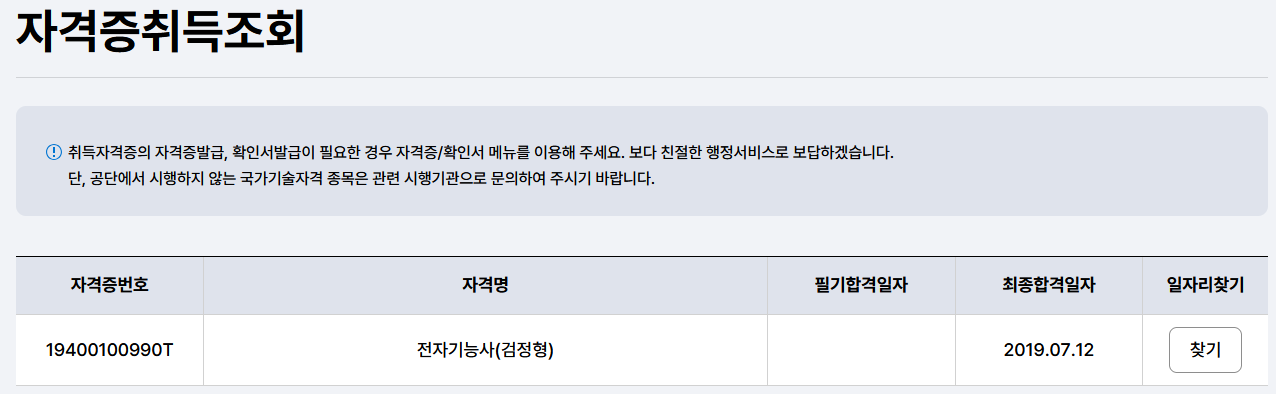 자격증취득조회
취득자격증의 자격증발급, 확인서발급이 필요한 경우 자격증/확인서 메뉴를 이용해 주세요. 보다 친절한 행정서비스로 보답하겠습니다.
단, 공단에서 시행하지 않는 국가기술자격 종목은 관련 시행기관으로 문의하여 주시기 바랍니다.
자격증번호 자격명 필기합격일자 최종합격일자 일자리찾기
19400100990T 전자기능사(검정형) 2019.07.12 찾기